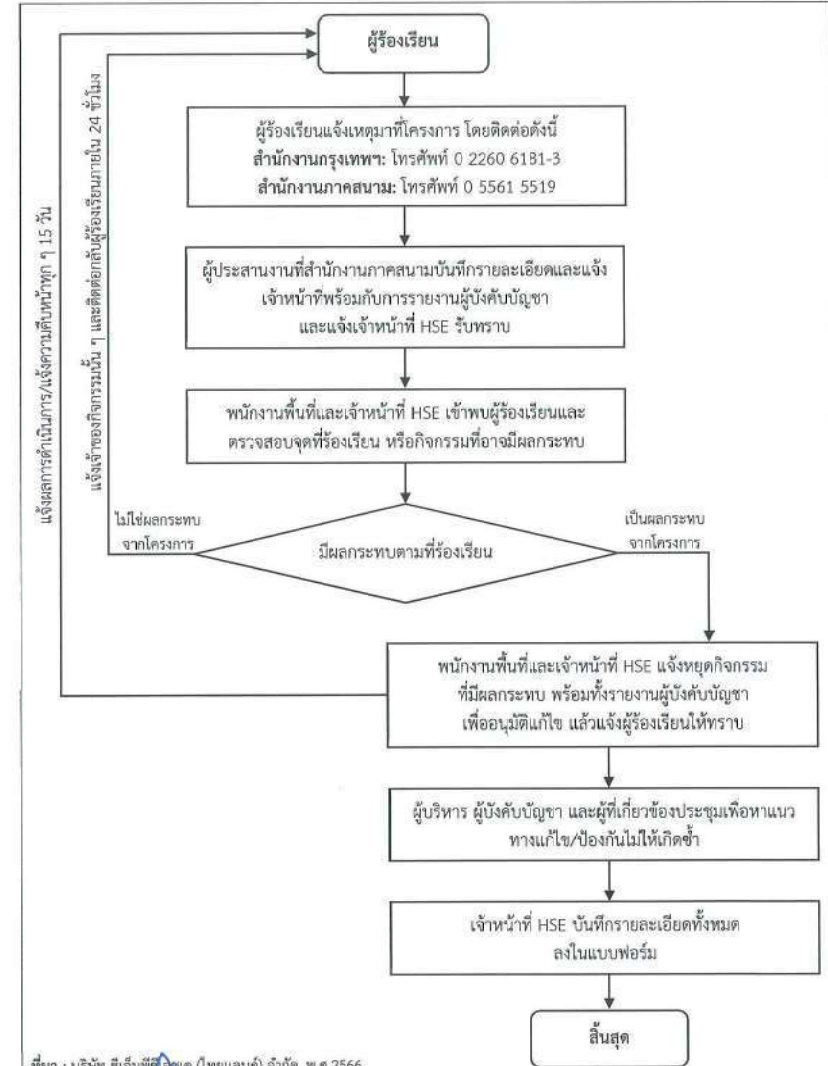 ผู้ร้องเรียน
ผู้ร้องเรียนแจ้งเหตุมาที่โครงการ โดยติดต่อดังนี้
สำนักงานกรุงเทพฯ: โทรศัพท์ 0 2260 6181-3
สำนักงานภาคสนาม: โทรศัพท์ 0 5561 5519
ผู้ประสานงานที่สำนักงานภาคสนามบันทึกรายละเอียดและแจ้ง
เจ้าหน้าที่พร้อมกับการรายงานผู้บังคับบัญชา
และแจ้งเจ้าหน้าที่ HSE รับทราบ
พนักงานพื้นที่และเจ้าหน้าที่ HSE เข้าพบผู้ร้องเรียนและ
ตรวจสอบจุดที่ร้องเรียน หรือกิจกรรมที่อาจมีผลกระทบ
มีผลกระทบตามที่ร้องเรียน
ไม่ใช่ผลกระทบ
จากโครงการ
เป็นผลกระทบ
จากโครงการ
แจ้งเจ้าของกิจกรรมนั้น ๆ และติดต่อกลับผู้ร้องเรียนภายใน 24 ชั่วโมง
แจ้งผลการดำเนินการ/แจ้งความคืบหน้าทุก ๆ 15 วัน
พนักงานพื้นที่และเจ้าหน้าที่ HSE แจ้งหยุดกิจกรรม
ที่มีผลกระทบ พร้อมทั้งรายงานผู้บังคับบัญชา
เพื่ออนุมัติแก้ไข แล้วแจ้งผู้ร้องเรียนให้ทราบ
ผู้บริหาร ผู้บังคับบัญชา และผู้ที่เกี่ยวข้องประชุมเพื่อหาแนว
ทางแก้ไข/ป้องกันไม่ให้เกิดซ้ำ
เจ้าหน้าที่ HSE บันทึกรายละเอียดทั้งหมด
ลงในแบบฟอร์ม
สิ้นสุด
ที่มา : บริษัท (ไทยแลนด์) จำกัด, พ.ศ.2566